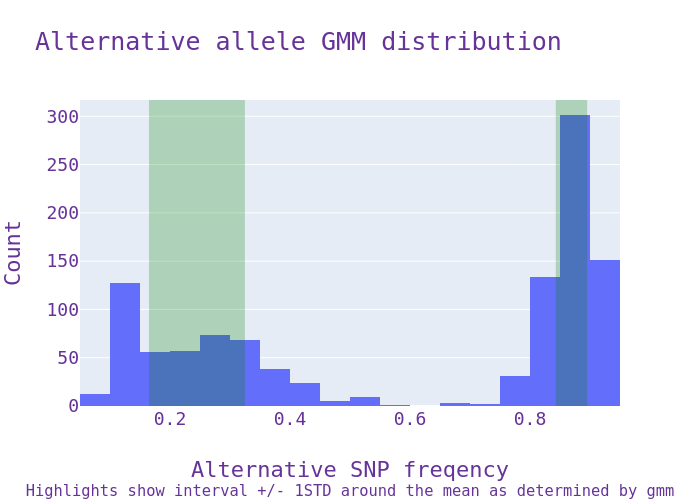 Alternative allele GMM distribution
300
250
200
150
100
50
0
Count
0.2 0.4 0.6 0.8
Alternative SNP freqency
Highlights show interval +/- 1STD around the mean as determined by gmm